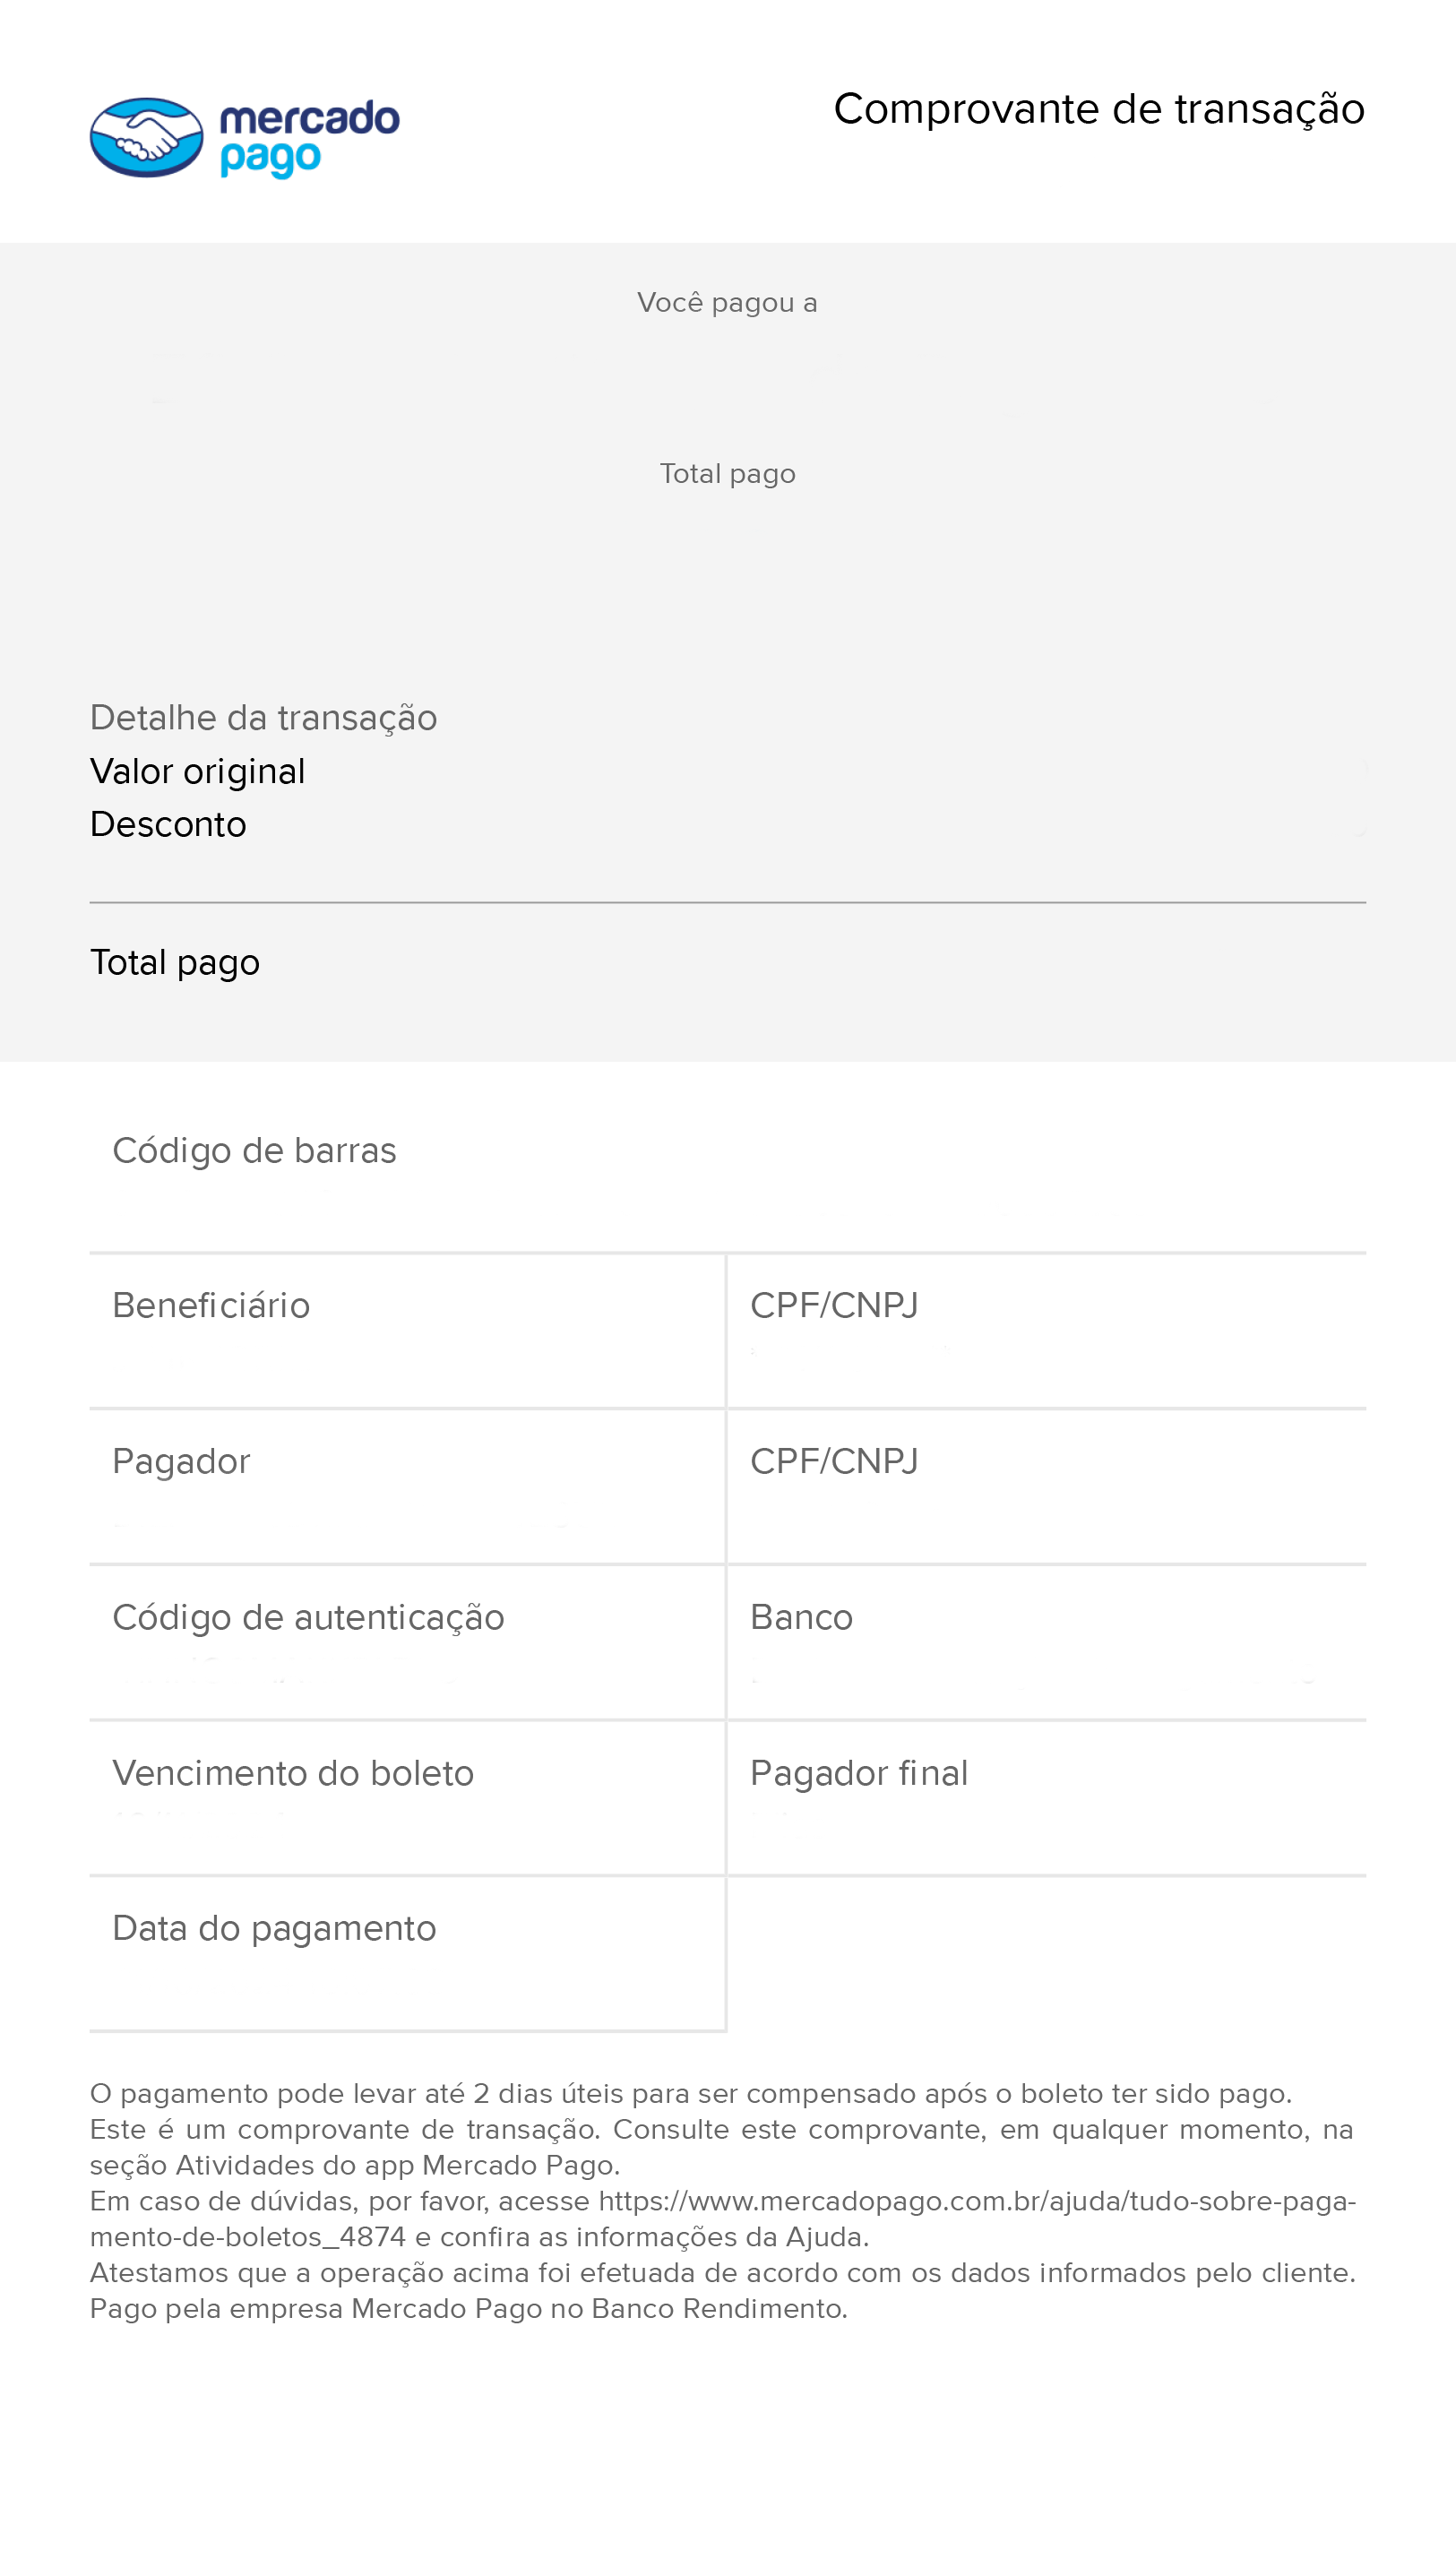 mercado
pago
Comprovante de transação
Você pagou a
Total pago
Detalhe da transação
Valor original
Desconto
Total pago
Código de barras
Beneficiário
CPF/CNPJ
Pagador
CPF/CNPJ
Código de autenticação
Banco
Vencimento do boleto
Pagador final
Data do pagamento
O pagamento pode levar até 2 dias úteis para ser compensado após o boleto ter sido pago.
Este é um comprovante de transação. Consulte este comprovante, em qualquer momento, na
seção Atividades do app Mercado Pago.
Em caso de dúvidas, por favor, acesse https://www.mercadopago.com.br/ajuda/tudo-sobre-paga-
mento-de-boletos_4874 e confira as informações da Ajuda.
Atestamos que a operação acima foi efetuada de acordo com os dados informados pelo cliente.
Pago pela empresa Mercado Pago no Banco Rendimento.